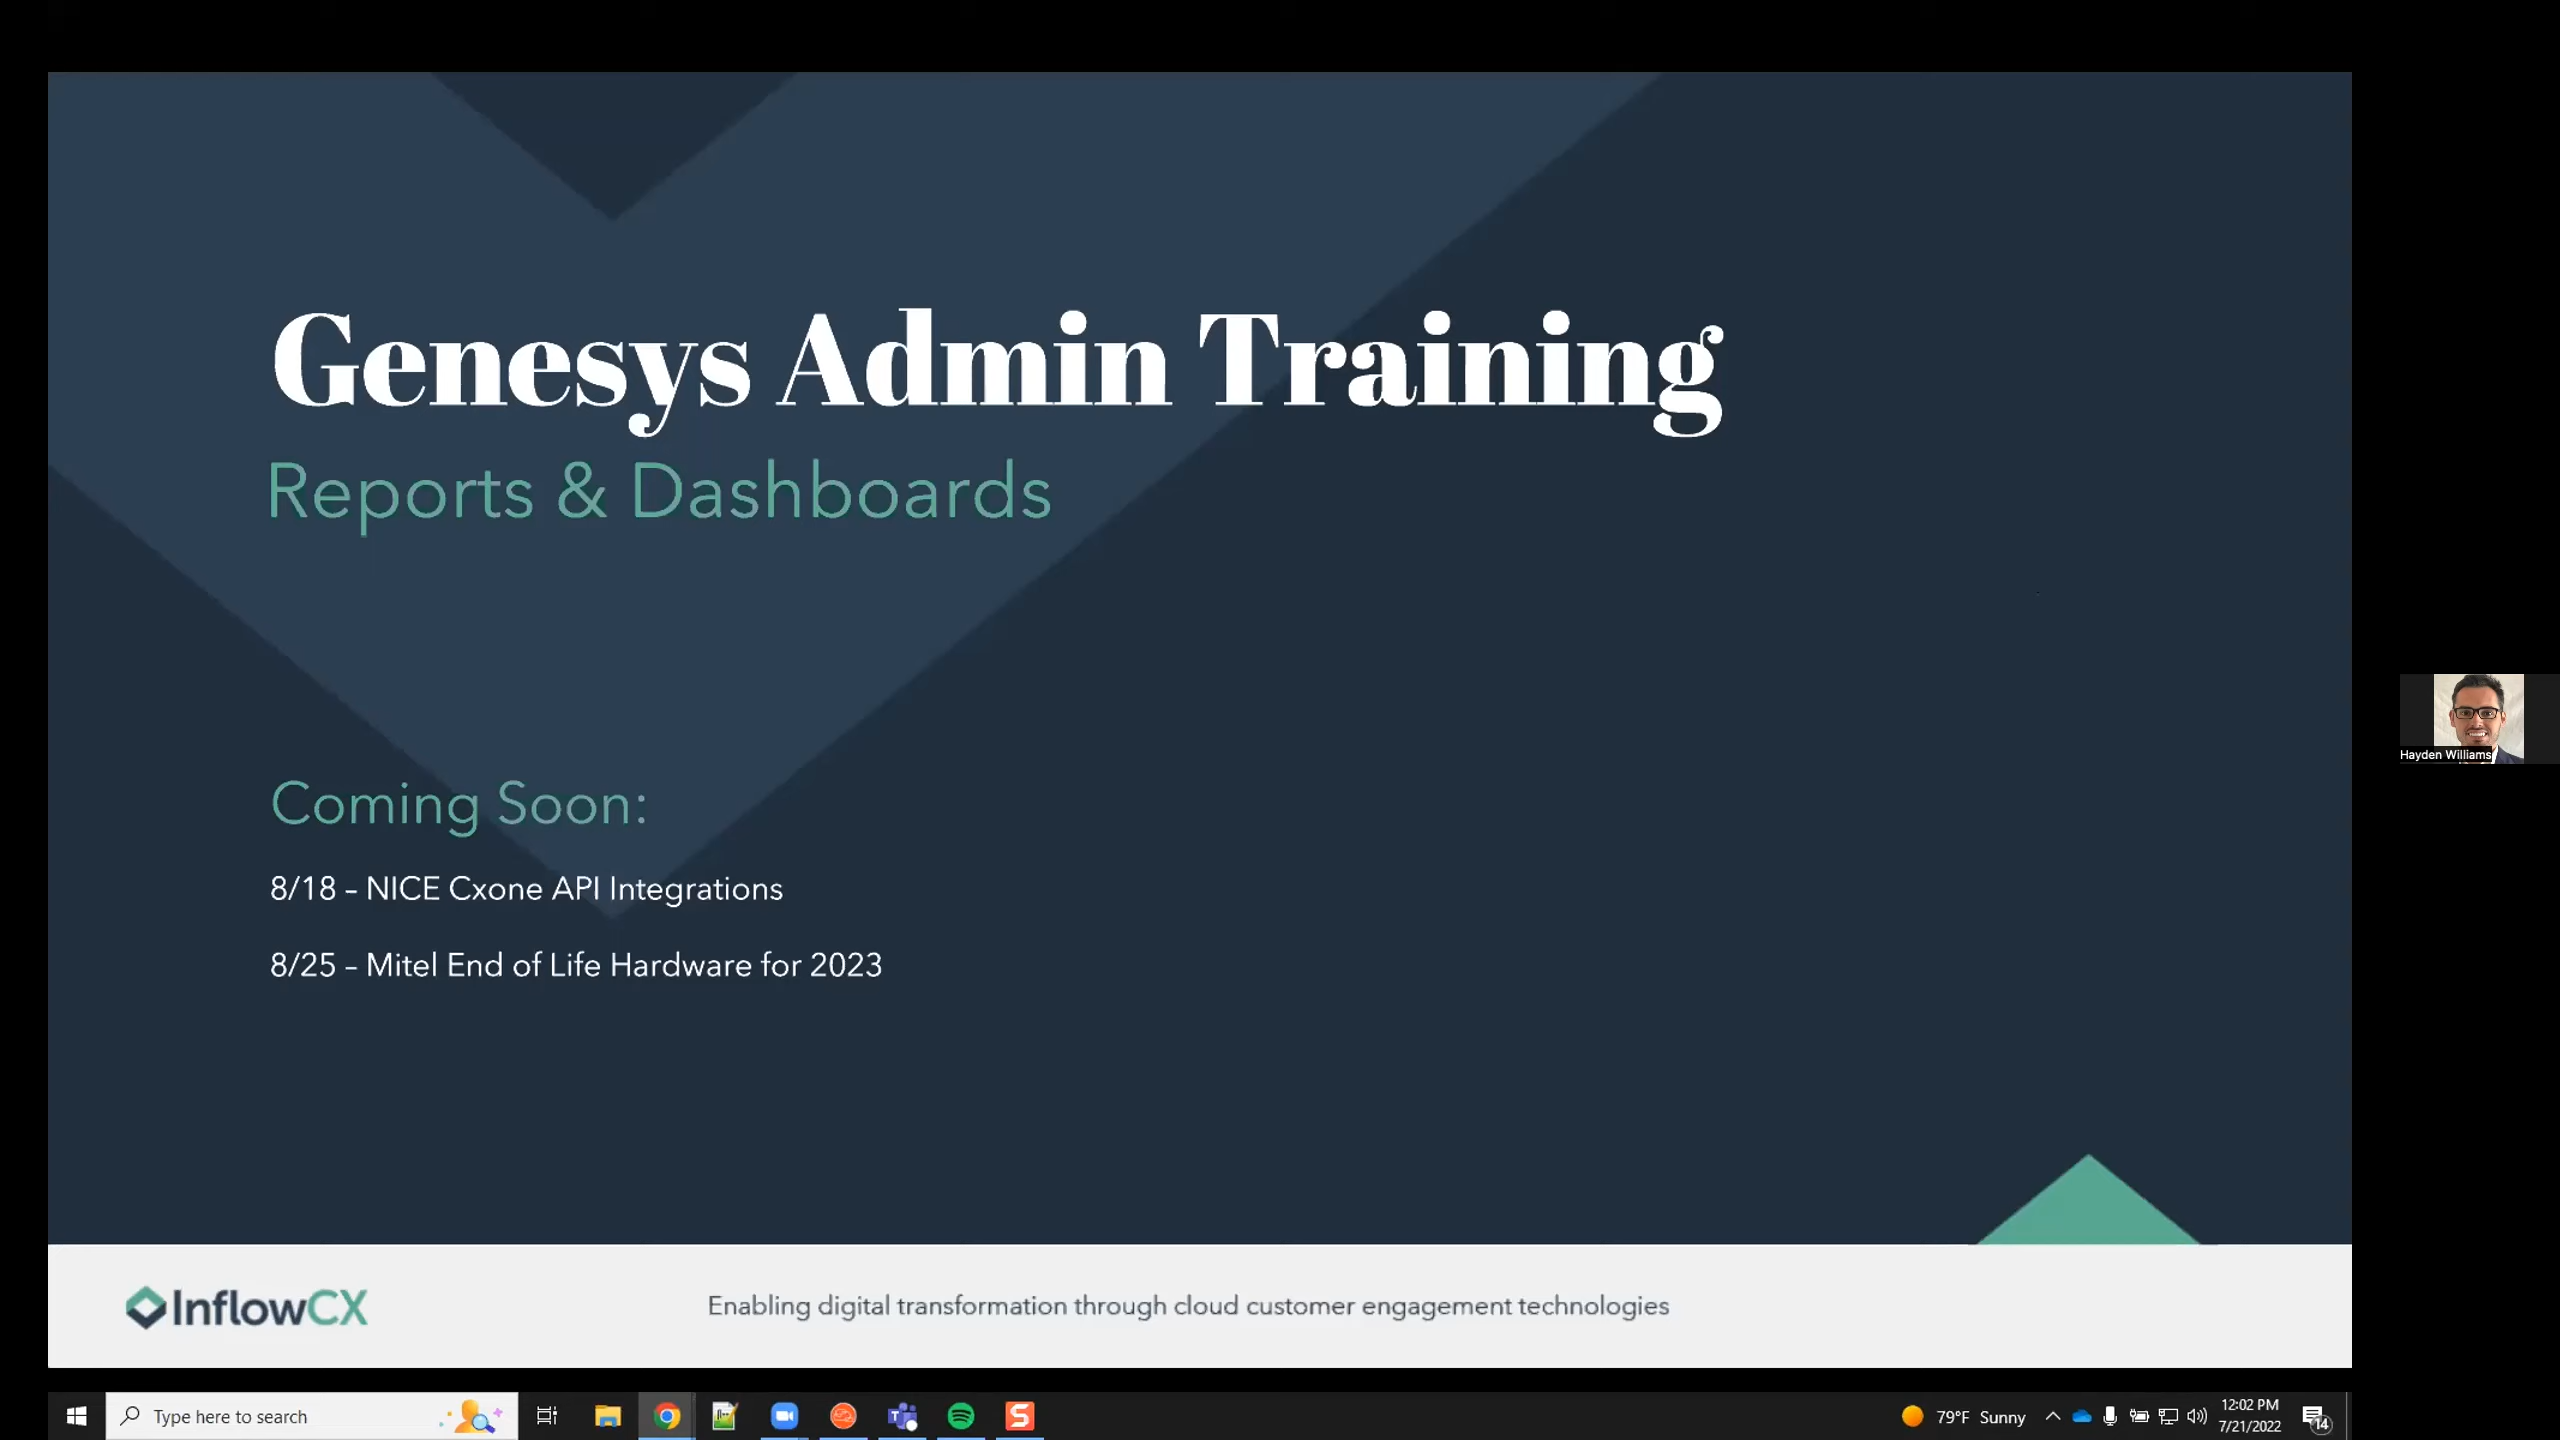 Genesys Admin Training
Reports & Dashboards
Coming Soon:
8/18 – NICE Cxone API Integrations
8/25 – Mitel End of Life Hardware for 2023
Hayden Williams
InflowCX
Enabling digital transformation through cloud customer engagement technologies
Type here to search
79°F Sunny
12:02 PM
7/21/2022
14